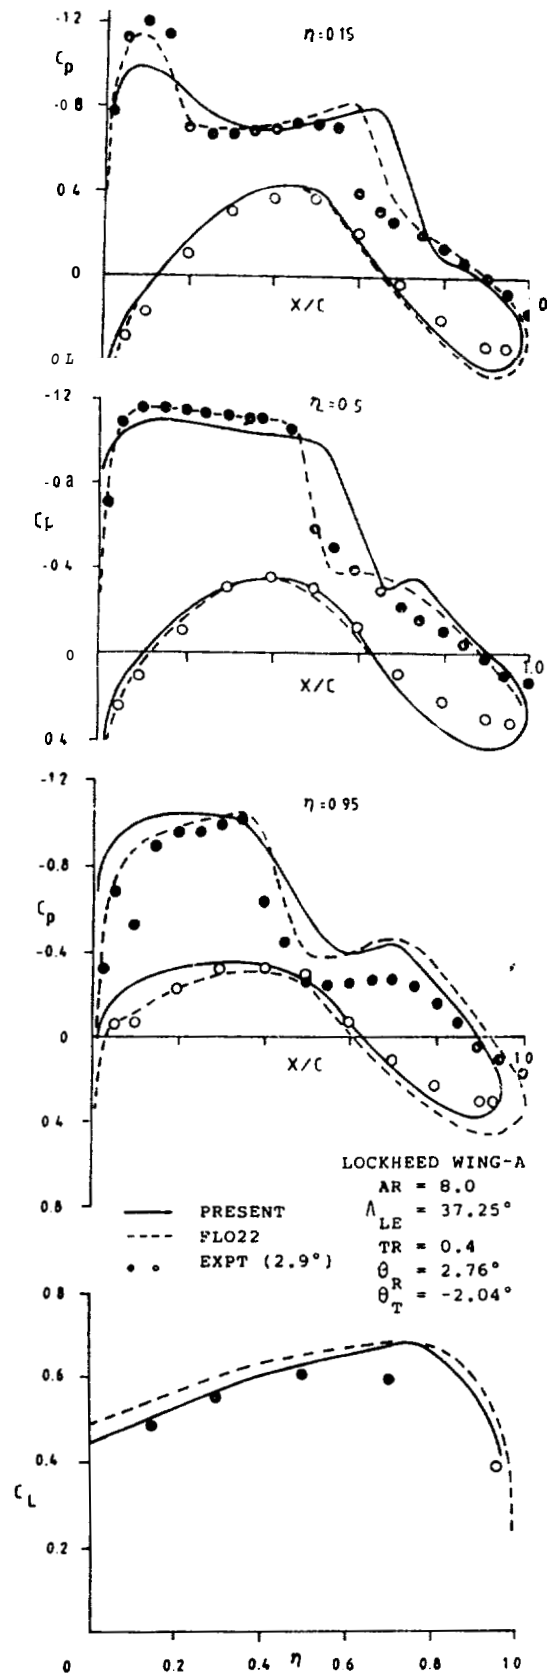 -1.2
η=0.15
Cp
-0.8
0.4
0
X/C
-1.2
η=0.5
-0.8
-0.4
0
1.0
X/C
0.4
-1.2
η=0.95
-0.8
Cp
-0.4
0
1.0
X/C
0.4
0.8
LOCKHEED WING-A
AR = 8.0
Λ LE = 37.25°
TR = 0.4
θ R = 2.76°
θ T = -2.04°
PRESENT
FLO22
EXPT (2.9°)
0.8
0.6
0.4
CL
0.2
0 0.2 0.4 η 0.6 0.8 1.0